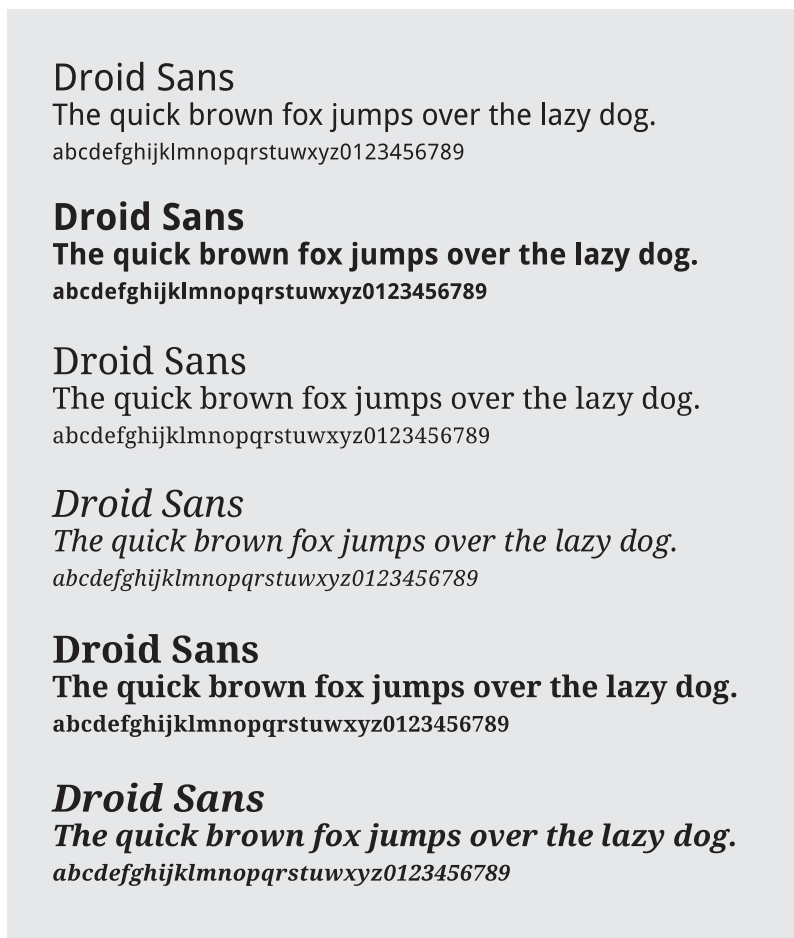 Droid Sans
The quick brown fox jumps over the lazy dog.
abcdefghijklmnopqrstuwxyz0123456789
Droid Sans
The quick brown fox jumps over the lazy dog.
abcdefghijklmnopqrstuwxyz0123456789
Droid Sans
The quick brown fox jumps over the lazy dog.
abcdefghijklmnopqrstuwxyz0123456789
Droid Sans
The quick brown fox jumps over the lazy dog.
abcdefghijklmnopqrstuwxyz0123456789
Droid Sans
The quick brown fox jumps over the lazy dog.
abcdefghijklmnopqrstuwxyz0123456789
Droid Sans
The quick brown fox jumps over the lazy dog.
abcdefghijklmnopqrstuwxyz0123456789